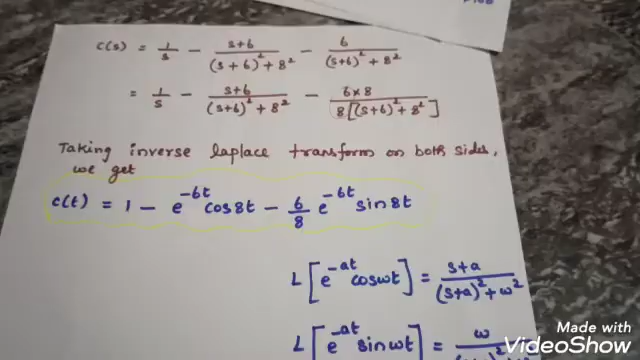 c(s) = 1/s - (s+6)/((s+6)² + 8²) - 6/((s+6)² + 8²)
= 1/s - (s+6)/((s+6)² + 8²) - (6×8)/(8[(s+6)² + 8²])
Taking inverse laplace transform on both sides,
we get
c(t) = 1 - e^(-6t) cos8t - 6/8 e^(-6t) sin8t
L[e^(-at) cosωt] = (s+a)/((s+a)² + ω²)
L[e^(-at) sinωt] = ω
Made with
VideoShow